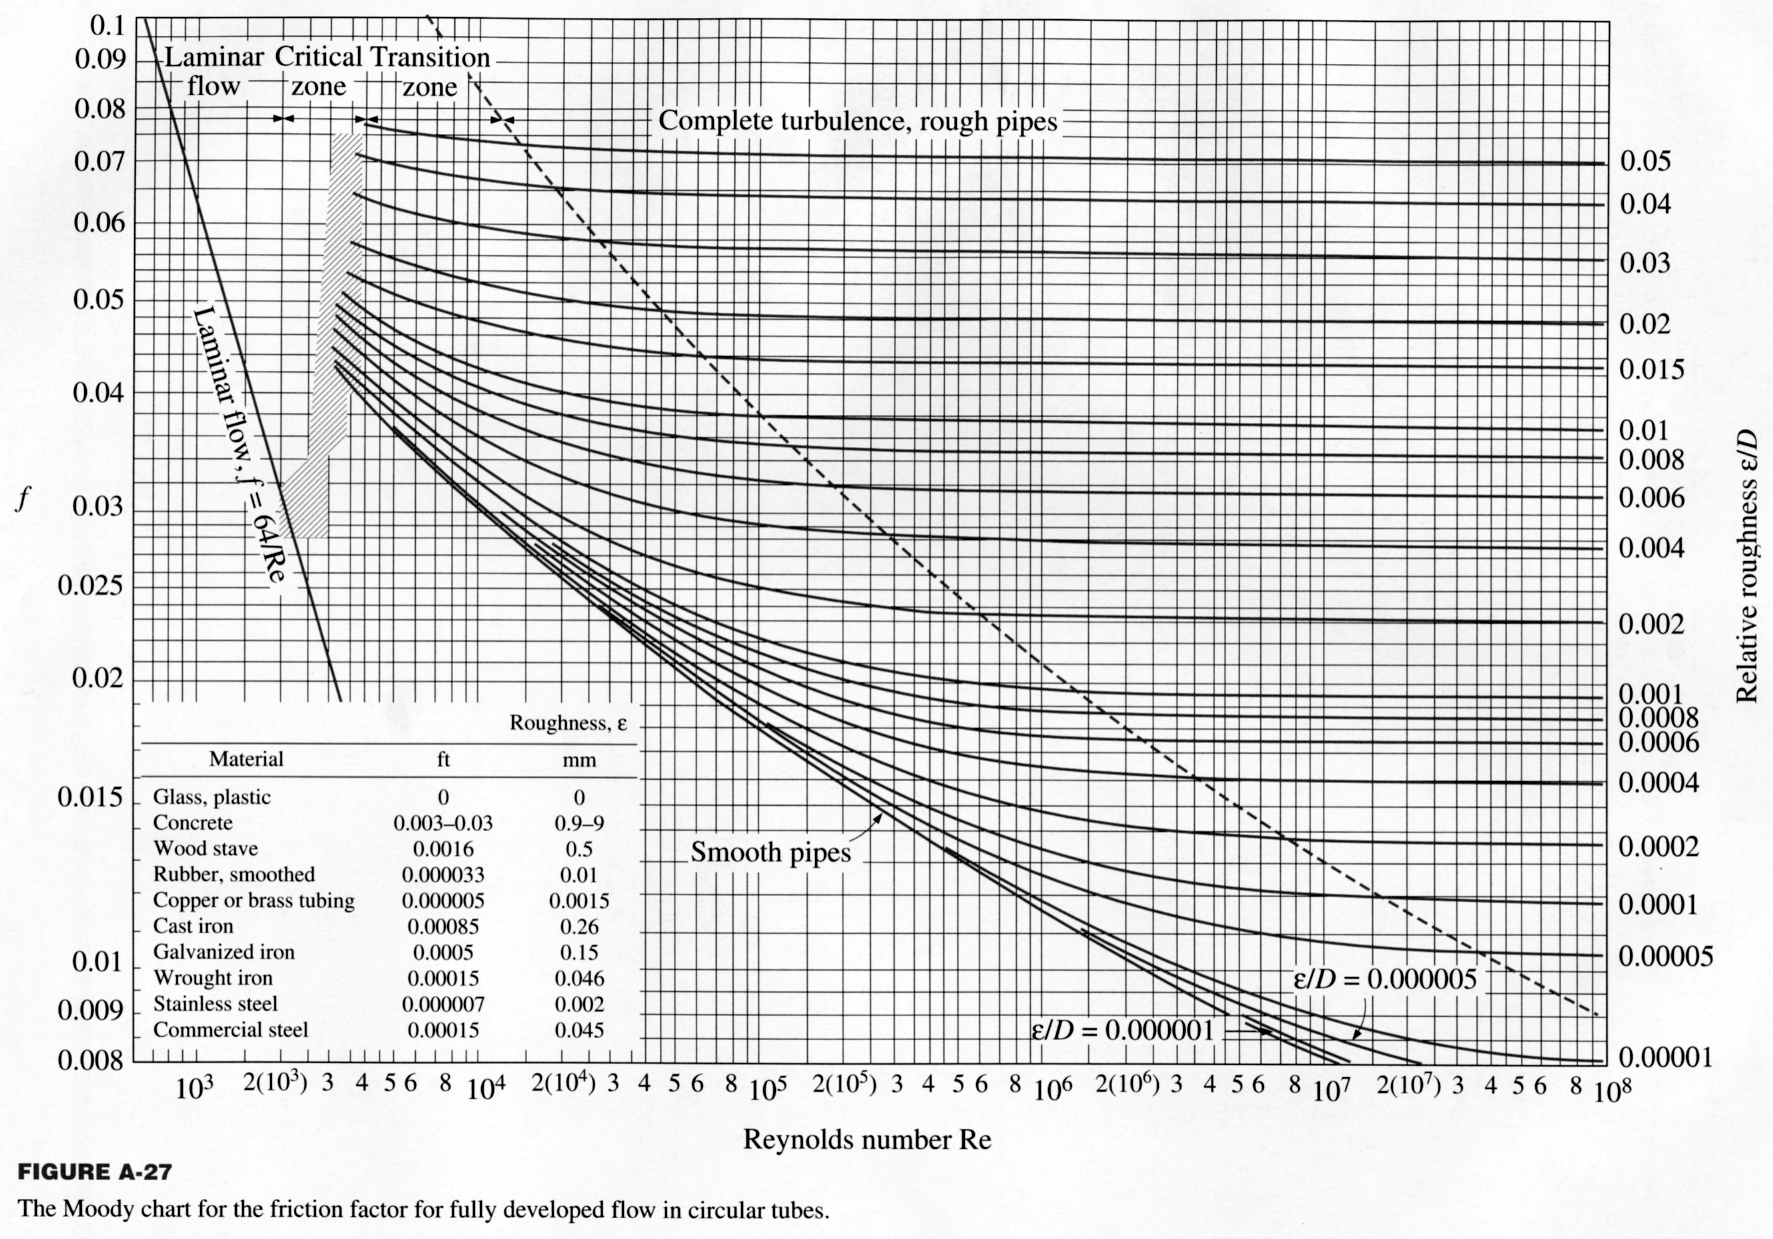 0.1
0.09
0.08
0.07
0.06
0.05
0.04
0.03
0.025
0.02
0.015
0.01
0.009
0.008
f
Laminar Critical Transition
flow zone zone
Complete turbulence, rough pipes
Laminar flow, f = 64/Re
Smooth pipes
ε/D = 0.000005
ε/D = 0.000001
0.05
0.04
0.03
0.02
0.015
0.01
0.008
0.006
0.004
0.002
0.001
0.0008
0.0006
0.0004
0.0002
0.0001
0.00005
0.00001
Relative roughness ε/D
Roughness, ε
Material ft mm
Glass, plastic 0 0
Concrete 0.003–0.03 0.9–9
Wood stave 0.0016 0.5
Rubber, smoothed 0.000033 0.01
Copper or brass tubing 0.000005 0.0015
Cast iron 0.00085 0.26
Galvanized iron 0.0005 0.15
Wrought iron 0.00015 0.046
Stainless steel 0.000007 0.002
Commercial steel 0.00015 0.045
10³ 2(10³) 3 4 5 6 8 10⁴ 2(10⁴) 3 4 5 6 8 10⁵ 2(10⁵) 3 4 5 6 8 10⁶ 2(10⁶) 3 4 5 6 8 10⁷ 2(10⁷) 3 4 5 6 8 10⁸
Reynolds number Re
FIGURE A-27
The Moody chart for the friction factor for fully developed flow in circular tubes.